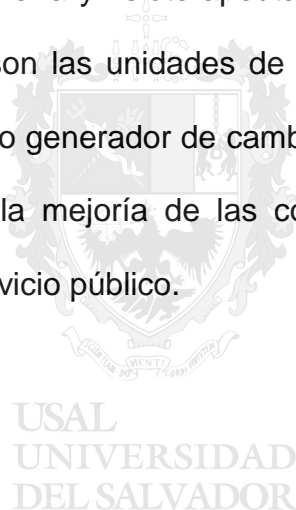 son las unidades de
o generador de camb
la mejoría de las co
vicio público.
USAL
UNIVERSIDAD
DEL SALVADOR